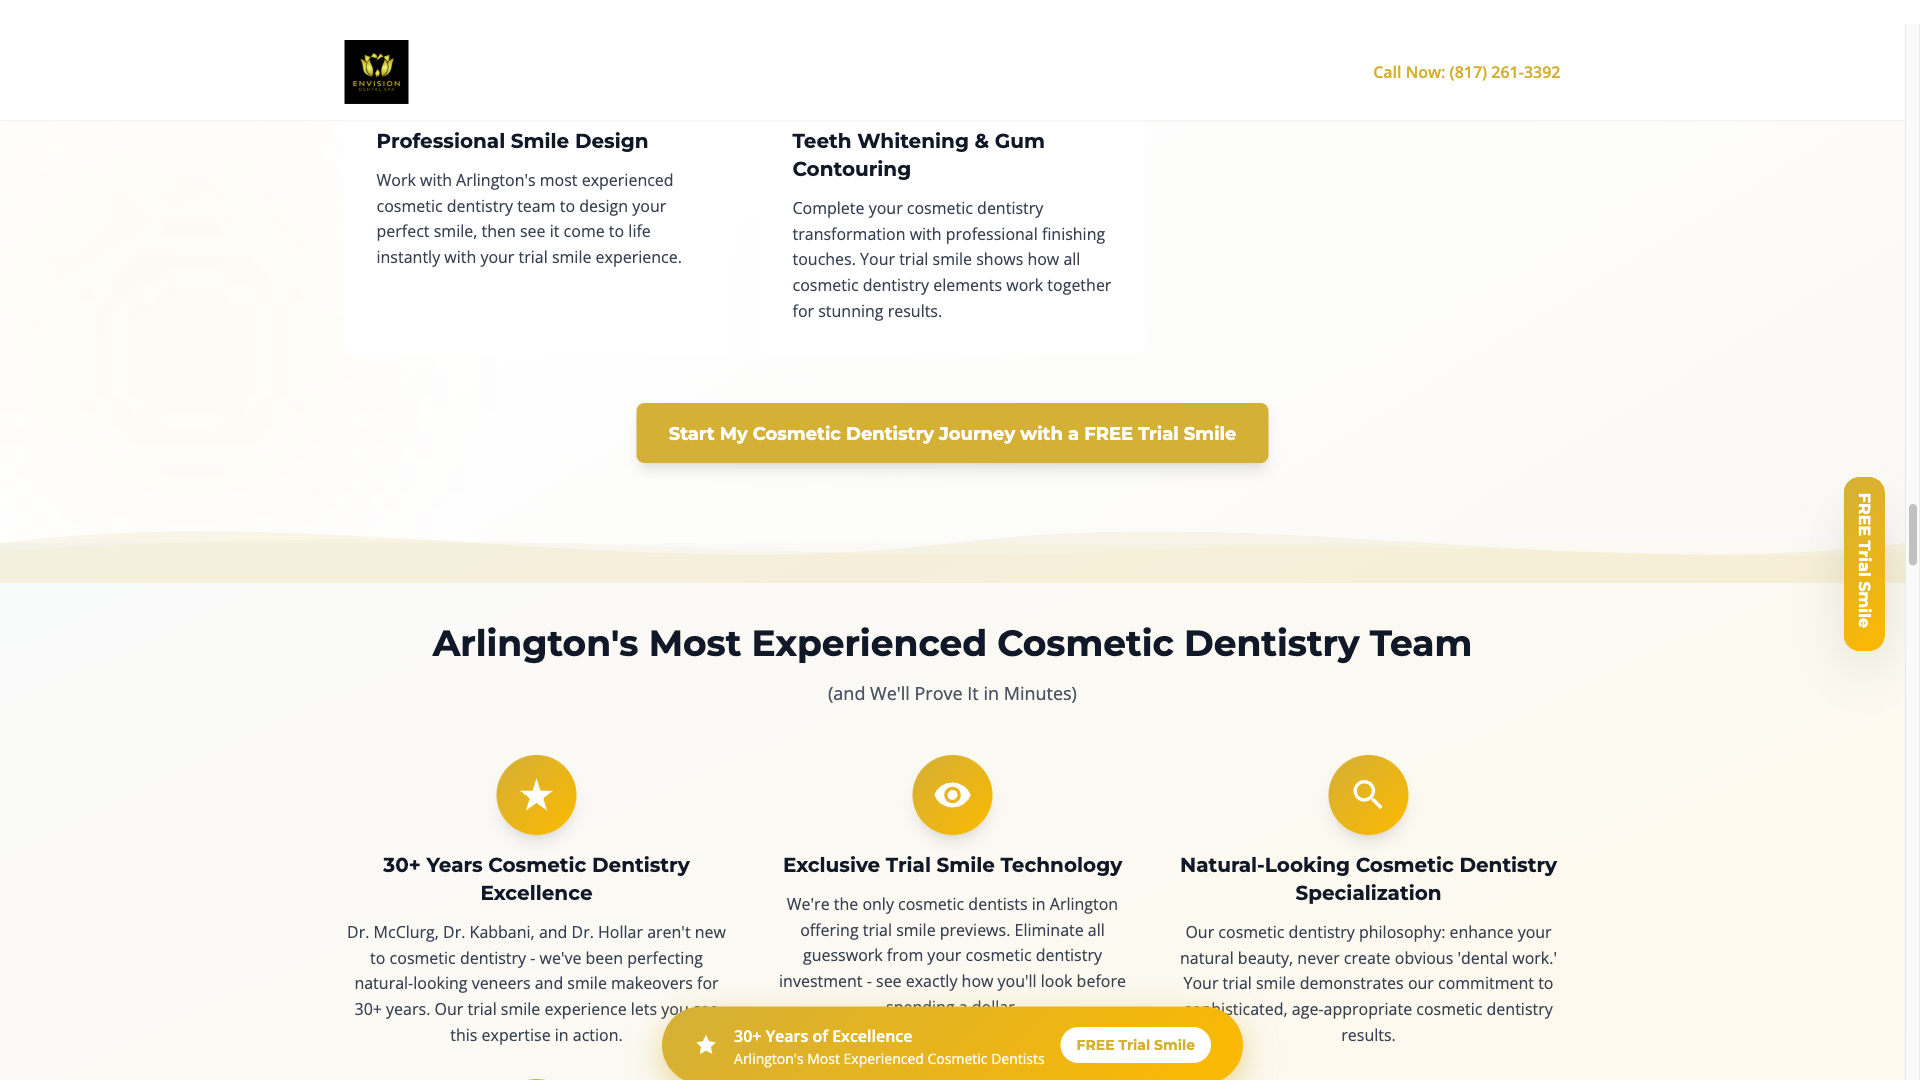 ENVISION
DENTAL SPA
Call Now: (817) 261-3392
Professional Smile Design
Work with Arlington's most experienced
cosmetic dentistry team to design your
perfect smile, then see it come to life
instantly with your trial smile experience.
Teeth Whitening & Gum
Contouring
Complete your cosmetic dentistry
transformation with professional finishing
touches. Your trial smile shows how all
cosmetic dentistry elements work together
for stunning results.
Start My Cosmetic Dentistry Journey with a FREE Trial Smile
FREE Trial Smile
Arlington's Most Experienced Cosmetic Dentistry Team
(and We'll Prove It in Minutes)
30+ Years Cosmetic Dentistry
Excellence
Dr. McClurg, Dr. Kabbani, and Dr. Hollar aren't new
to cosmetic dentistry - we've been perfecting
natural-looking veneers and smile makeovers for
30+ years. Our trial smile experience lets you see
this expertise in action.
Exclusive Trial Smile Technology
We're the only cosmetic dentists in Arlington
offering trial smile previews. Eliminate all
guesswork from your cosmetic dentistry
investment - see exactly how you'll look before
spending a dollar.
Natural-Looking Cosmetic Dentistry
Specialization
Our cosmetic dentistry philosophy: enhance your
natural beauty, never create obvious 'dental work.'
Your trial smile demonstrates our commitment to
sophisticated, age-appropriate cosmetic dentistry
results.
30+ Years of Excellence
Arlington's Most Experienced Cosmetic Dentists
FREE Trial Smile